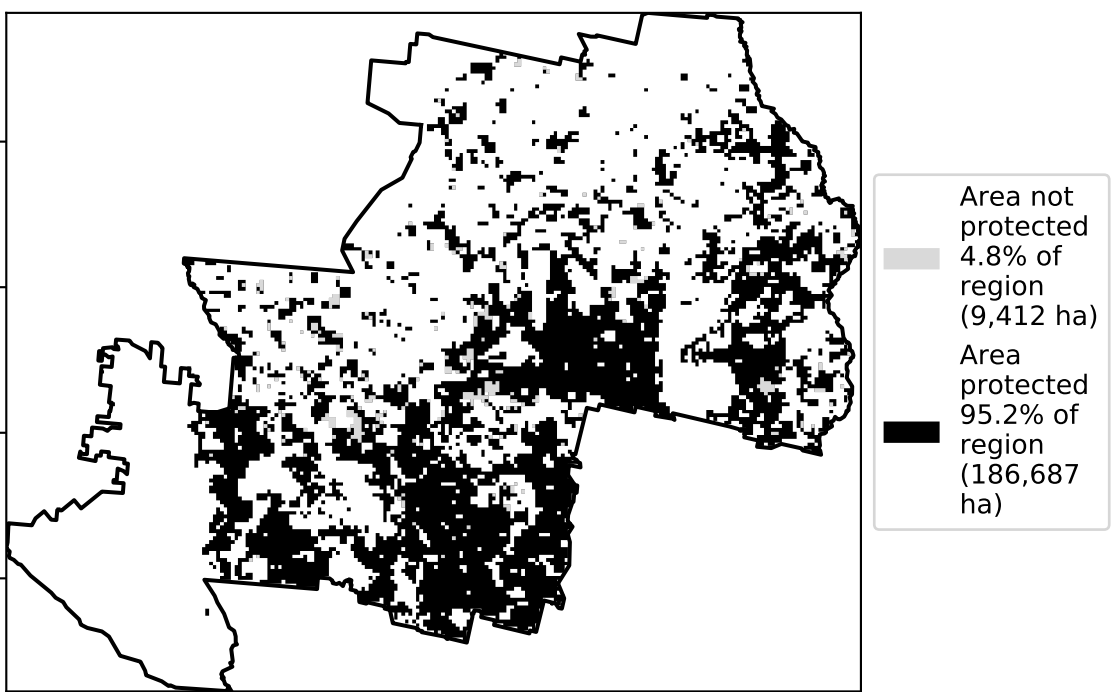 Area not
protected
4.8% of
region
(9,412 ha)
Area
protected
95.2% of
region
(186,687
ha)